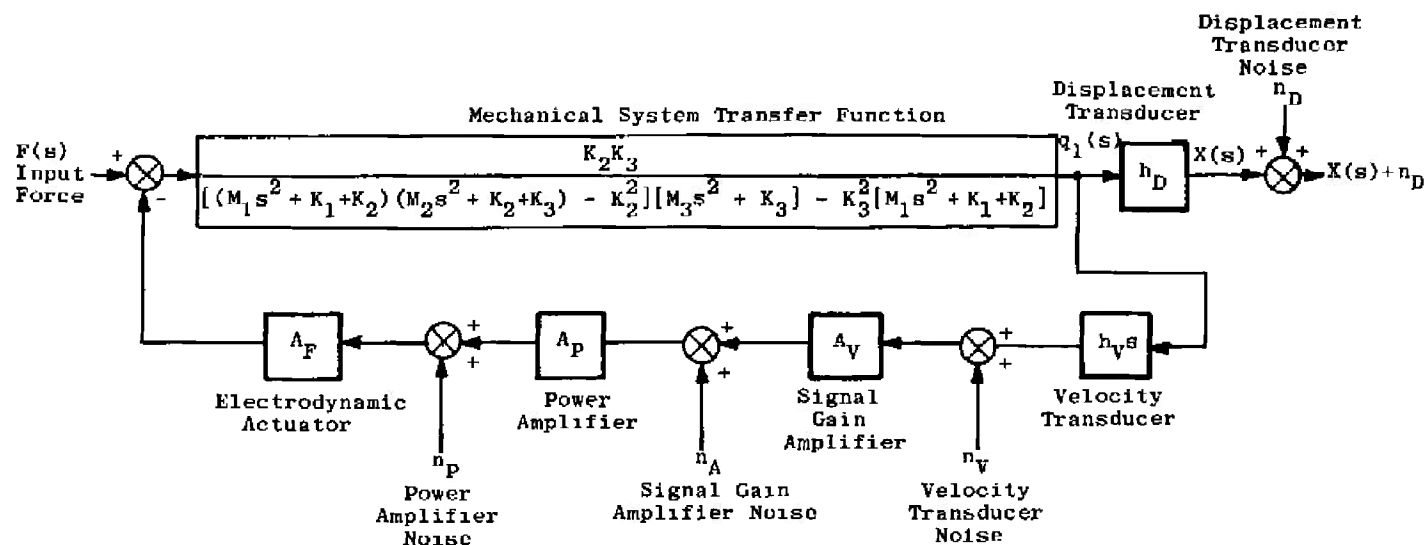 Displacement
Transducor
Noise
n_D
Displacement
Transducer
Mechanical System Transfer Function
F(s)
Input
Force
+
-
K_2K_3
[(M_1s^2 + K_1+K_2)(M_2s^2 + K_2+K_3) - K_2^2][M_3s^2 + K_3] - K_3^2[M_1s^2 + K_1+K_2]
q_1(s)
h_D
X(s)
+
+
X(s)+n_D
A_F
Electrodynamic
Actuator
+
+
n_P
Power
Amplifier
Noise
A_P
Power
Amplifier
+
+
n_A
Signal Gain
Amplifier Noise
A_V
Signal
Gain
Amplifier
+
+
n_V
Velocity
Transducer
Noise
h_Vs
Velocity
Transducer